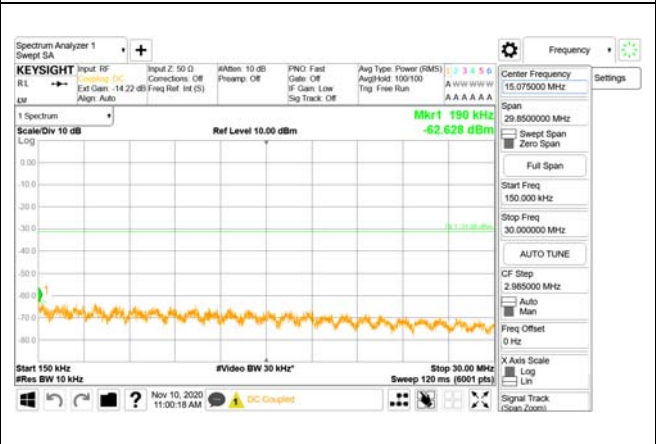 Spectrum Analyzer 1
Swept SA
Frequency
KEYSIGHT
RL
Input: RF
Coupling: DC
Ext Gain: -14.22 dB
Align: Auto
Input Z: 50 Ω
Corrections: Off
Freq Ref: Int (S)
#Atten: 10 dB
Preamp: Off
PNO: Fast
Gate: Off
IF Gain: Low
Sig Track: Off
Avg Type: Power (RMS)
Avg|Hold: 100/100
Trig: Free Run
1 2 3 4 5 6
A W W W W W
A A A A A A
Center Frequency
15.075000 MHz
Settings
1 Spectrum
Scale/Div 10 dB
Log
Ref Level 10.00 dBm
Mkr1 190 kHz
-62.628 dBm
Span
29.8500000 MHz
Swept Span
Zero Span
Full Span
Start Freq
150.000 kHz
Stop Freq
30.000000 MHz
AUTO TUNE
CF Step
2.985000 MHz
Auto
Man
Freq Offset
0 Hz
X Axis Scale
Log
Lin
Signal Track
(Span Zoom)
0.00
-10.0
-20.0
-30.0
-40.0
-50.0
-60.0
-70.0
-80.0
1
Start 150 kHz
#Res BW 10 kHz
#Video BW 30 kHz*
Stop 30.00 MHz
Sweep 120 ms (6001 pts)
Nov 10, 2020
11:00:18 AM
DC Coupled